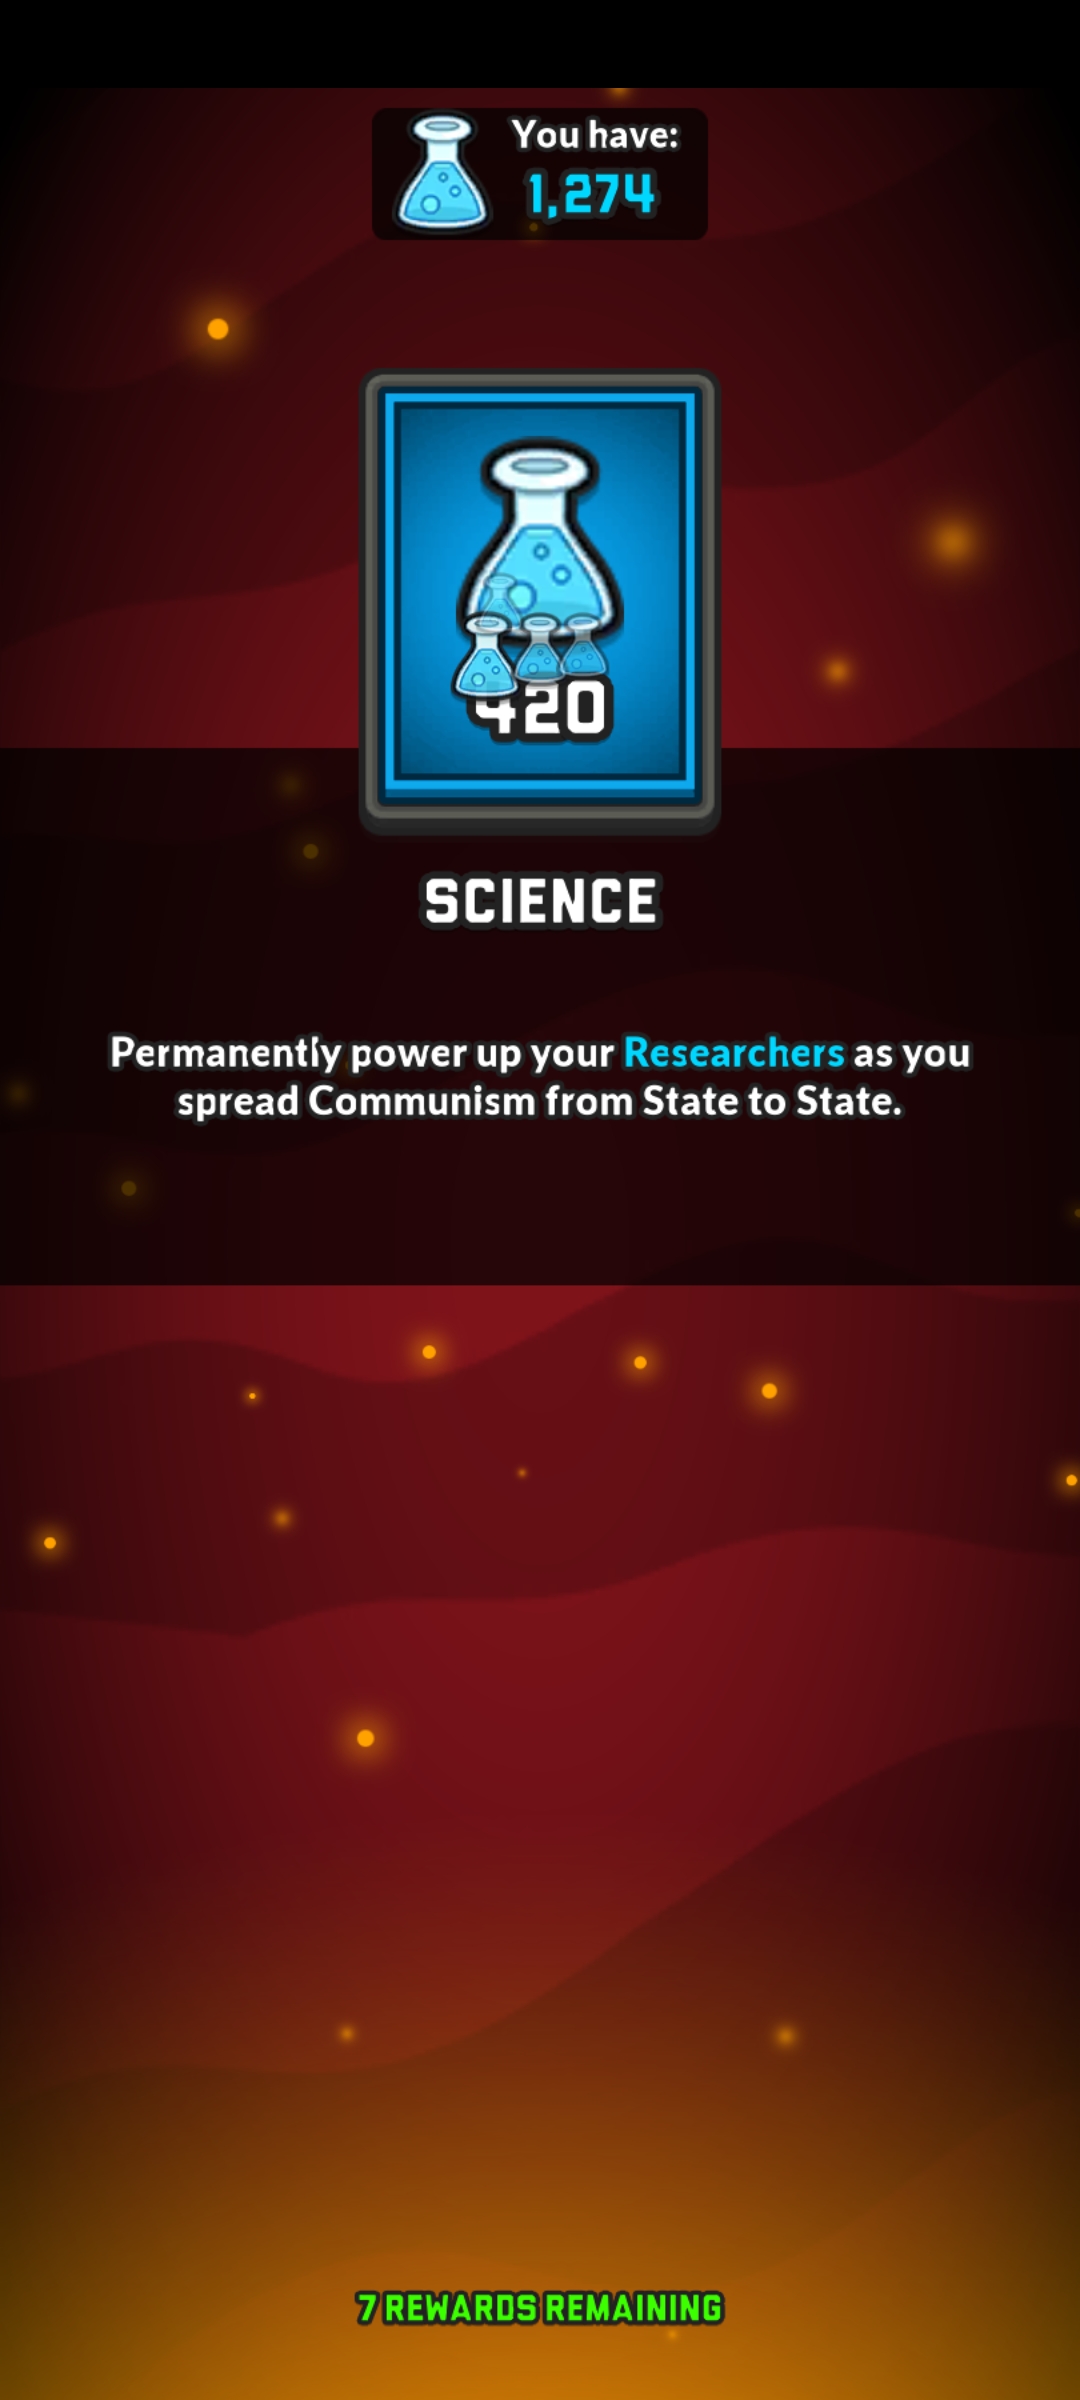 You have:
1,274
420
SCIENCE
Permanently power up your Researchers as you
spread Communism from State to State.
7 REWARDS REMAINING